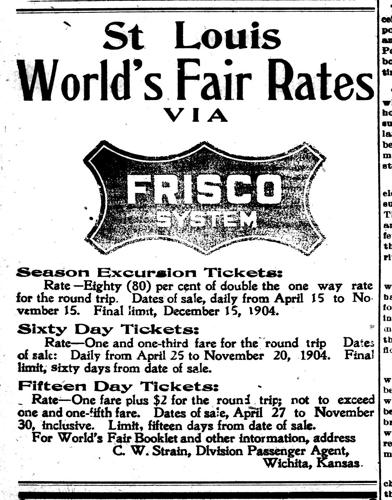 St Louis
World's Fair Rates
VIA
FRISCO
SYSTEM
Season Excursion Tickets:
Rate—Eighty (80) per cent of double the one way rate
for the round trip. Dates of sale, daily from April 15 to No-
vember 15. Final limit, December 15, 1904.
Sixty Day Tickets:
Rate—One and one-third fare for the round trip Dates
of sale: Daily from April 25 to November 20, 1904. Final
limit, sixty days from date of sale.
Fifteen Day Tickets:
Rate—One fare plus $2 for the round trip; not to exceed
one and one-fifth fare. Dates of sale, April 27 to November
30, inclusive. Limit, fifteen days from date of sale.
For World's Fair Booklet and other intormation, address
C. W. Strain, Division Passenger Agent,
Wichita, Kansas.